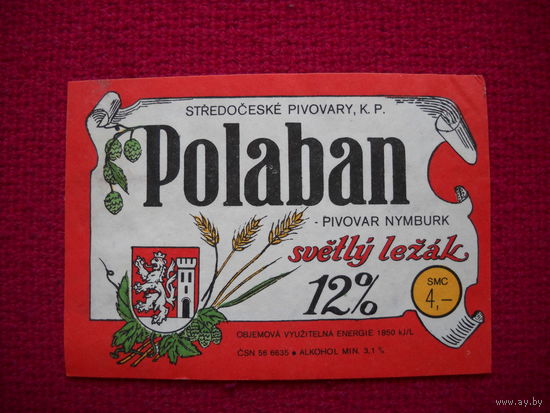 STŘEDOČESKÉ PIVOVARY, K. P.
Polaban
- PIVOVAR NYMBURK
světlý ležák
12%
SMC
4,-
OBJEMOVÁ VYUŽITELNÁ ENERGIE 1850 kJ/L
ČSN 56 6635 • ALKOHOL MIN. 3,1 %
© www.ay.by